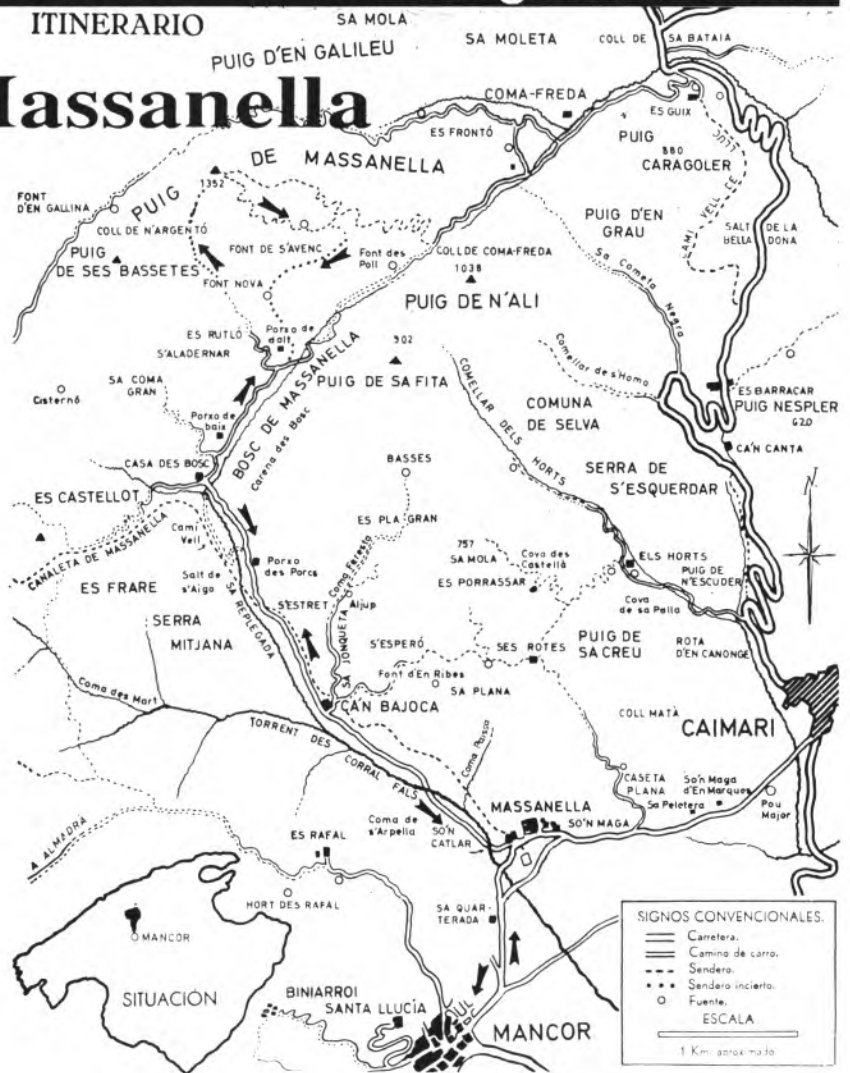 ITINERARIO
Massanella
SA MOLA
PUIG D'EN GALILEU
SA MOLETA
COLL DE SA BATAIA
COMA-FREDA
ES GUIX
ES FRONTÓ
PUIG
880
CARAGOLER
PUIG DE MASSANELLA
1352
FONT
D'EN GALLINA
COLL DE N'ARGENTÓ
PUIG
DE SES BASSETES
FONT DE S'AVENC
FONT NOVA
Font des
Poll
COLL DE COMA-FREDA
1038
PUIG DE N'ALI
PUIG D'EN
GRAU
CAMI VELL DE LLUC
SALT DE LA
BELLA DONA
Sa Cometa Negra
ES RUTLÓ
S'ALADERNAR
Porxo de
dalt
SA COMA
GRAN
Cisternó
Porxo de
baix
BOSC DE MASSANELLA
Carena des Bosc
902
PUIG DE SA FITA
COMELLAR DELS HORTS
Comellar de s'Homo
COMUNA
DE SELVA
ES BARRACAR
PUIG NESPLER
620
CA'N CANTA
SERRA DE
S'ESQUERDAR
CASA DES BOSC
ES CASTELLOT
CANALETA DE MASSANELLA
Camí
Vell
Salt de
s'Aigo
Porxo
des Porcs
BASSES
ES PLA GRAN
Coma Feresta
Aljup
757
SA MOLA
Cova des
Castellà
ES PORRASSAR
ELS HORTS
PUIG DE
N'ESCUDER
Cova
de sa Palla
ES FRARE
SERRA
MITJANA
SA REPLEGADA
S'ESTRET
SA JONQUETA
S'ESPERÓ
SES ROTES
PUIG DE
SA CREU
ROTA
D'EN CANONGE
Font d'En Ribes
SA PLANA
CA'N BAJOCA
Coma des Mart
COLL MATÀ
CAIMARI
TORRENT DES CORRAL FALS
Coma Paissa
CASETA
PLANA
So'n Maga
d'En Marques
Sa Peletera
Pou
Major
MASSANELLA
SO'N MAGA
Coma de
s'Arpella
SO'N
CATLAR
A ALMADRA
ES RAFAL
HORT DES RAFAL
SA QUAR-
TERADA
MANCOR
SITUACIÓN
BINIARROI
SANTA LLUCÍA
MANCOR
N
SIGNOS CONVENCIONALES.
Carretera.
Camino de carro.
Sendero.
Sendero incierto.
Fuente.
ESCALA
1 Km. aproximado